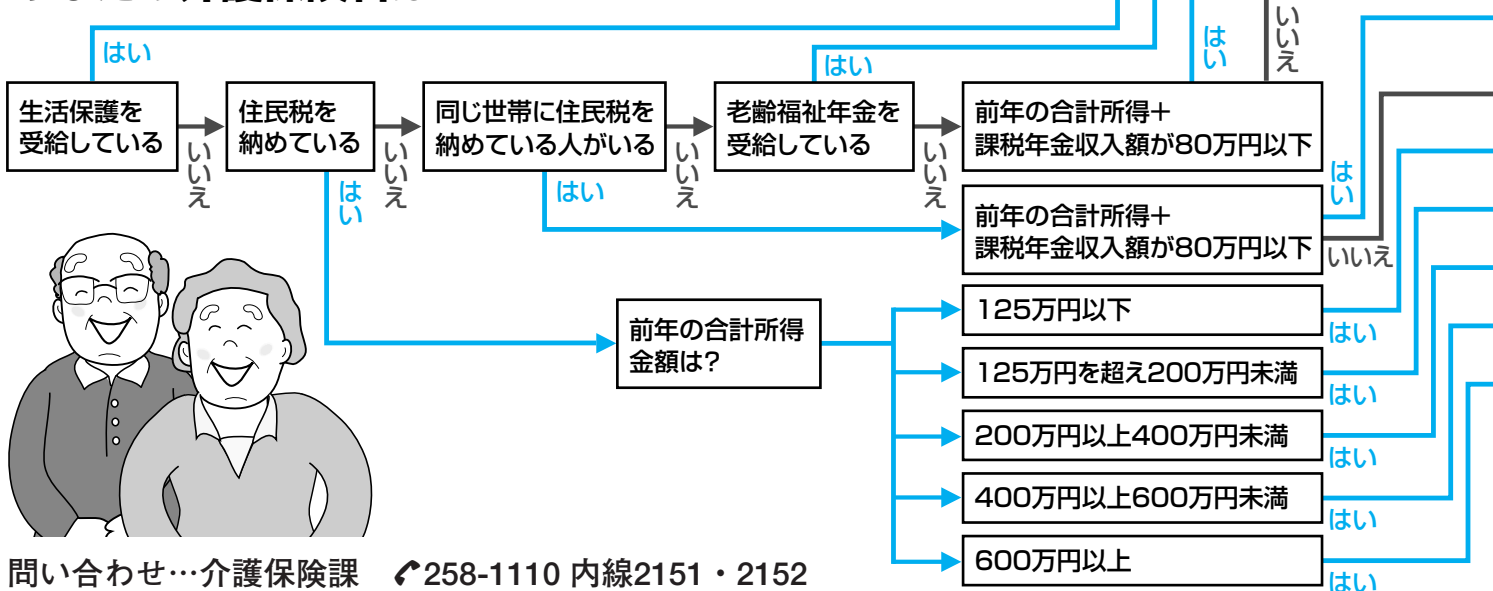 はい
はい
はい
いいえ
生活保護を
受給している
いいえ
住民税を
納めている
いいえ
はい
同じ世帯に住民税を
納めている人がいる
いいえ
はい
老齢福祉年金を
受給している
いいえ
前年の合計所得＋
課税年金収入額が80万円以下
前年の合計所得＋
課税年金収入額が80万円以下
はい
いいえ
前年の合計所得
金額は?
125万円以下
はい
125万円を超え200万円未満
はい
200万円以上400万円未満
はい
400万円以上600万円未満
はい
600万円以上
はい
問い合わせ…介護保険課 258-1110 内線2151・2152